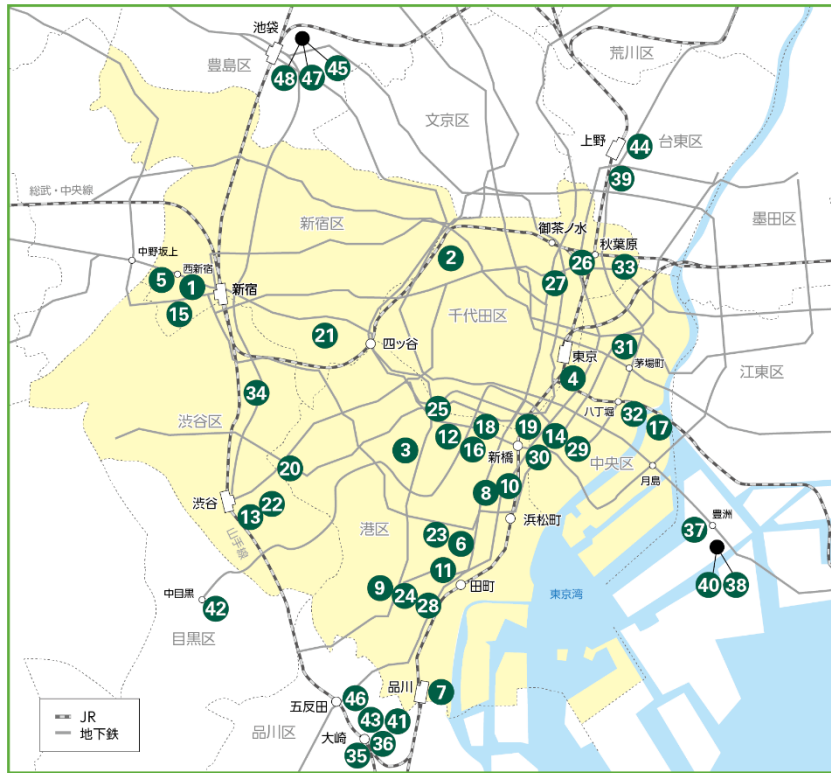 池袋
豊島区
48 47 45
荒川区
文京区
上野
44
台東区
39
総武・中央線
新宿区
御茶ノ水
墨田区
中野坂上
西新宿
秋葉原
2
26
33
5
1
新宿
27
15
千代田区
21
四ッ谷
東京
31
茅場町
4
江東区
34
八丁堀
32
17
25
渋谷区
18
19
14
12
3
16
新橋
30
29
中央区
20
月島
渋谷
8
10
22
13
浜松町
豊洲
37
港区
23
6
山手線
11
40 38
9
24
28
田町
中目黒
42
東京湾
目黒区
品川
7
五反田
46
43
41
品川区
大崎
36
35
JR
地下鉄